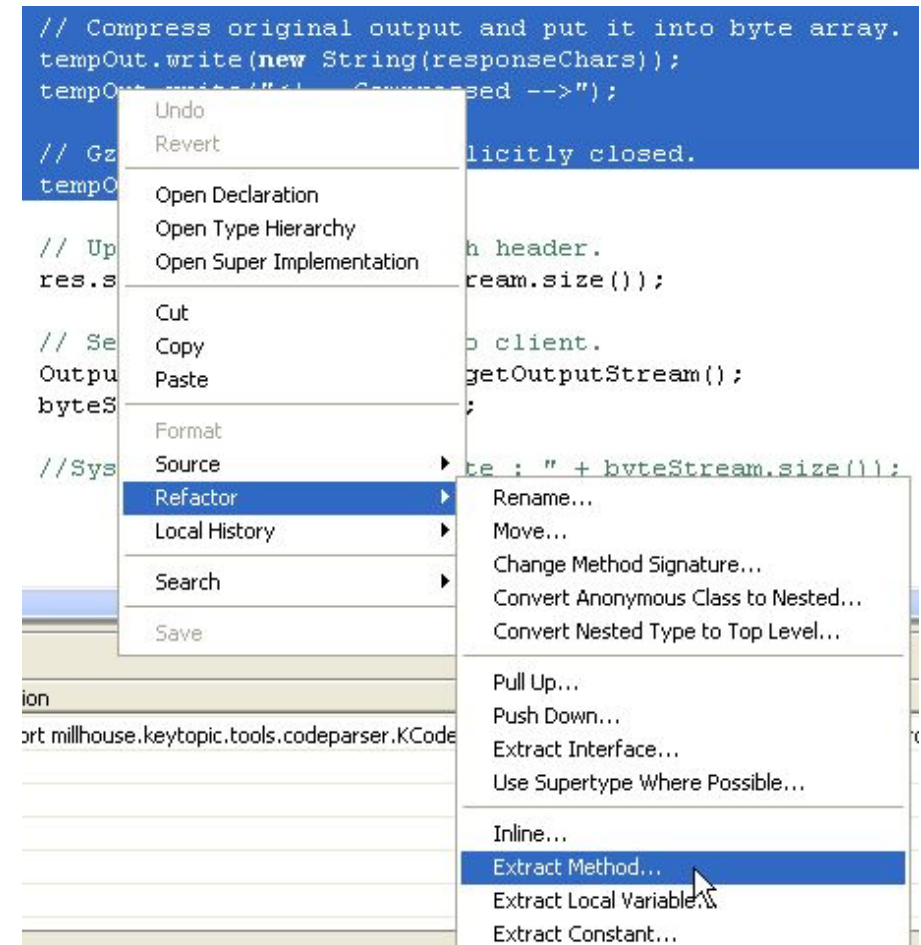 // Compress original output and put it into byte array.
tempOut.write(new String(responseChars));
tempO Compressed -->");
// Gz licitly closed.
tempO
// Up h header.
res.s ream.size());
// Se o client.
Outpu getOutputStream();
byteS ;
//Sys te : " + byteStream.size());
Undo
Revert
Open Declaration
Open Type Hierarchy
Open Super Implementation
Cut
Copy
Paste
Format
Source
Refactor
Local History
Search
Save
Rename...
Move...
Change Method Signature...
Convert Anonymous Class to Nested...
Convert Nested Type to Top Level...
Pull Up...
Push Down...
Extract Interface...
Use Supertype Where Possible...
Inline...
Extract Method...
Extract Local Variable...
Extract Constant...
ion
ort millhouse.keytopic.tools.codeparser.KCode